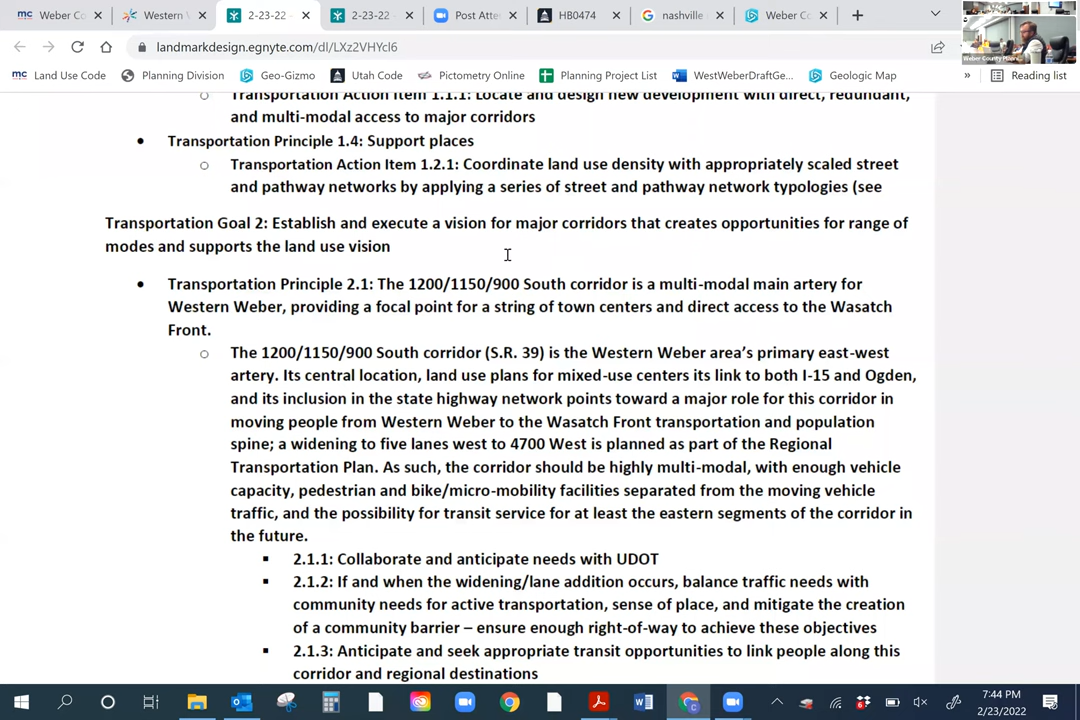 Weber Co
Western
2-23-22
2-23-22
Post Atte
HB0474
nashville
Weber Co
landmarkdesign.egnyte.com/dl/LXz2VHYcl6
Land Use Code
Planning Division
Geo-Gizmo
Utah Code
Pictometry Online
Planning Project List
WestWeberDraftGe...
Geologic Map
»
Reading list
Transportation Action Item 1.1.1: Locate and design new development with direct, redundant,
and multi-modal access to major corridors
• Transportation Principle 1.4: Support places
○ Transportation Action Item 1.2.1: Coordinate land use density with appropriately scaled street
and pathway networks by applying a series of street and pathway network typologies (see
Transportation Goal 2: Establish and execute a vision for major corridors that creates opportunities for range of
modes and supports the land use vision
• Transportation Principle 2.1: The 1200/1150/900 South corridor is a multi-modal main artery for
Western Weber, providing a focal point for a string of town centers and direct access to the Wasatch
Front.
○ The 1200/1150/900 South corridor (S.R. 39) is the Western Weber area's primary east-west
artery. Its central location, land use plans for mixed-use centers its link to both I-15 and Ogden,
and its inclusion in the state highway network points toward a major role for this corridor in
moving people from Western Weber to the Wasatch Front transportation and population
spine; a widening to five lanes west to 4700 West is planned as part of the Regional
Transportation Plan. As such, the corridor should be highly multi-modal, with enough vehicle
capacity, pedestrian and bike/micro-mobility facilities separated from the moving vehicle
traffic, and the possibility for transit service for at least the eastern segments of the corridor in
the future.
▪ 2.1.1: Collaborate and anticipate needs with UDOT
▪ 2.1.2: If and when the widening/lane addition occurs, balance traffic needs with
community needs for active transportation, sense of place, and mitigate the creation
of a community barrier – ensure enough right-of-way to achieve these objectives
▪ 2.1.3: Anticipate and seek appropriate transit opportunities to link people along this
corridor and regional destinations
7:44 PM
2/23/2022